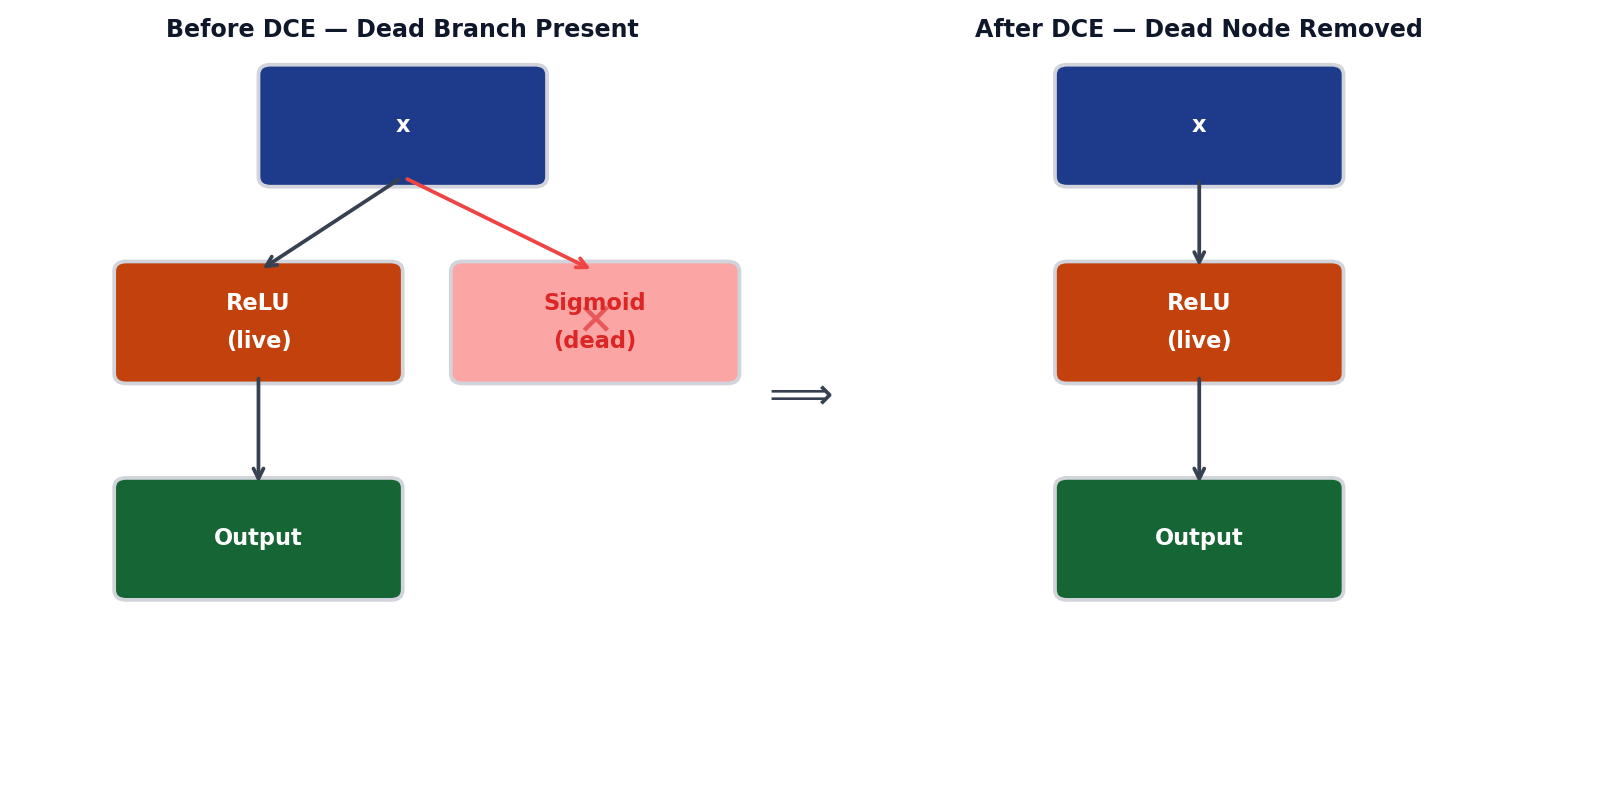 Before DCE — Dead Branch Present
x
ReLU
(live)
Sigmoid
(dead)
Output
⟹
After DCE — Dead Node Removed
x
ReLU
(live)
Output